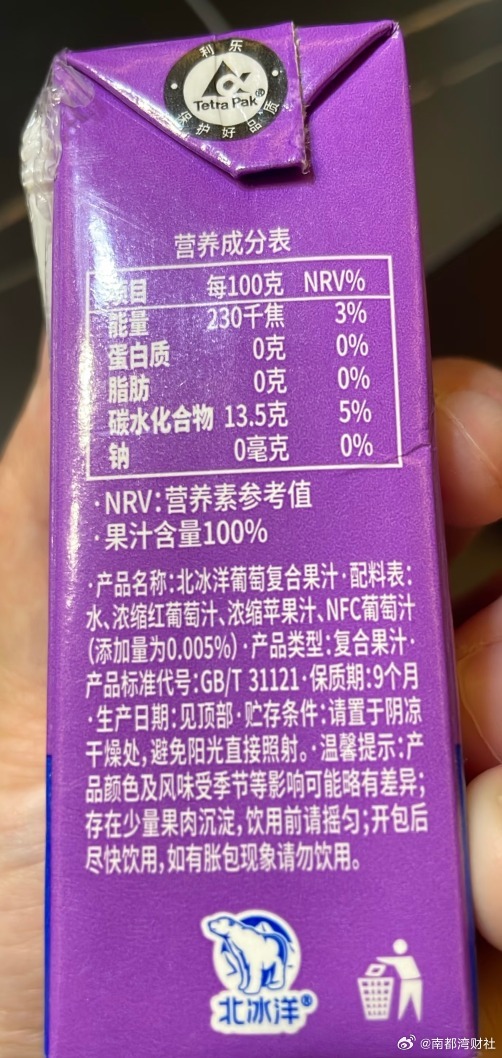 利乐
Tetra Pak®
保护好品质
营养成分表
项目 每100克 NRV%
能量 230千焦 3%
蛋白质 0克 0%
脂肪 0克 0%
碳水化合物 13.5克 5%
钠 0毫克 0%
·NRV:营养素参考值
·果汁含量100%
·产品名称:北冰洋葡萄复合果汁·配料表:
水、浓缩红葡萄汁、浓缩苹果汁、NFC葡萄汁
(添加量为0.005%)·产品类型:复合果汁·
产品标准代号:GB/T 31121·保质期:9个月
·生产日期:见顶部·贮存条件:请置于阴凉
干燥处,避免阳光直接照射。·温馨提示:产
品颜色及风味受季节等影响可能略有差异;
存在少量果肉沉淀,饮用前请摇匀;开包后
尽快饮用,如有胀包现象请勿饮用。
北冰洋®
@南都湾财社